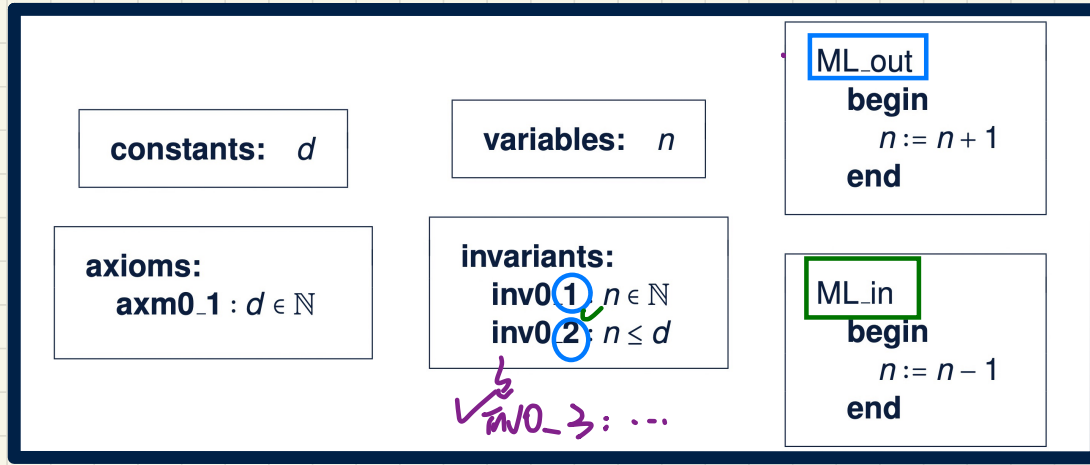 constants: d
variables: n
axioms:
axm0_1 : d ∈ ℕ
invariants:
inv0_1 : n ∈ ℕ
inv0_2 : n ≤ d
inv0_3: ...
ML_out
begin
n := n + 1
end
ML_in
begin
n := n − 1
end